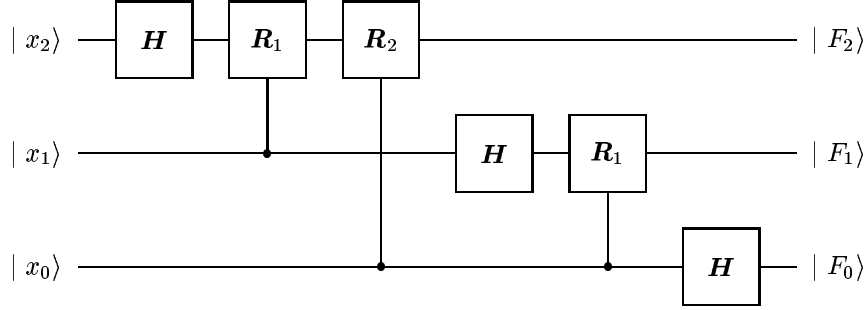 | x₂⟩ H R₁ R₂ | F₂⟩
| x₁⟩ H R₁ | F₁⟩
| x₀⟩ H | F₀⟩